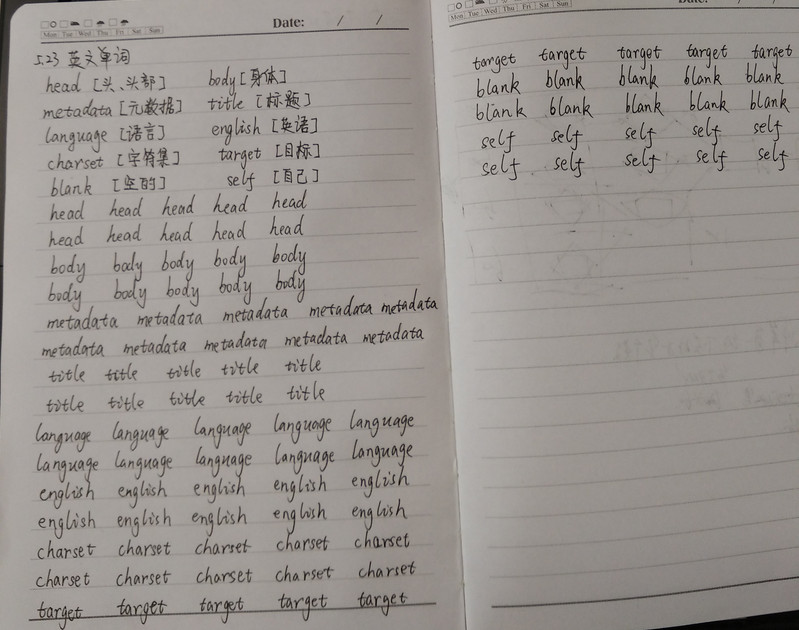 Date: / /
Mon Tue Wed Thu Fri Sat Sun
5.23 英文单词
head [头、头部] body [身体]
metadata [元数据] title [标题]
language [语言] english [英语]
charset [字符集] target [目标]
blank [空的] self [自己]
head head head head head
head head head head head
body body body body body
body body body body body
metadata metadata metadata metadata metadata
metadata metadata metadata metadata metadata
title title title title title
title title title title title
language language language language language
language language language language language
english english english english english
english english english english english
charset charset charset charset charset
charset charset charset charset charset
target target target target target
Mon Tue Wed Thu Fri Sat Sun
target target target target target
blank blank blank blank blank
blank blank blank blank blank
self self self self self
self self self self self